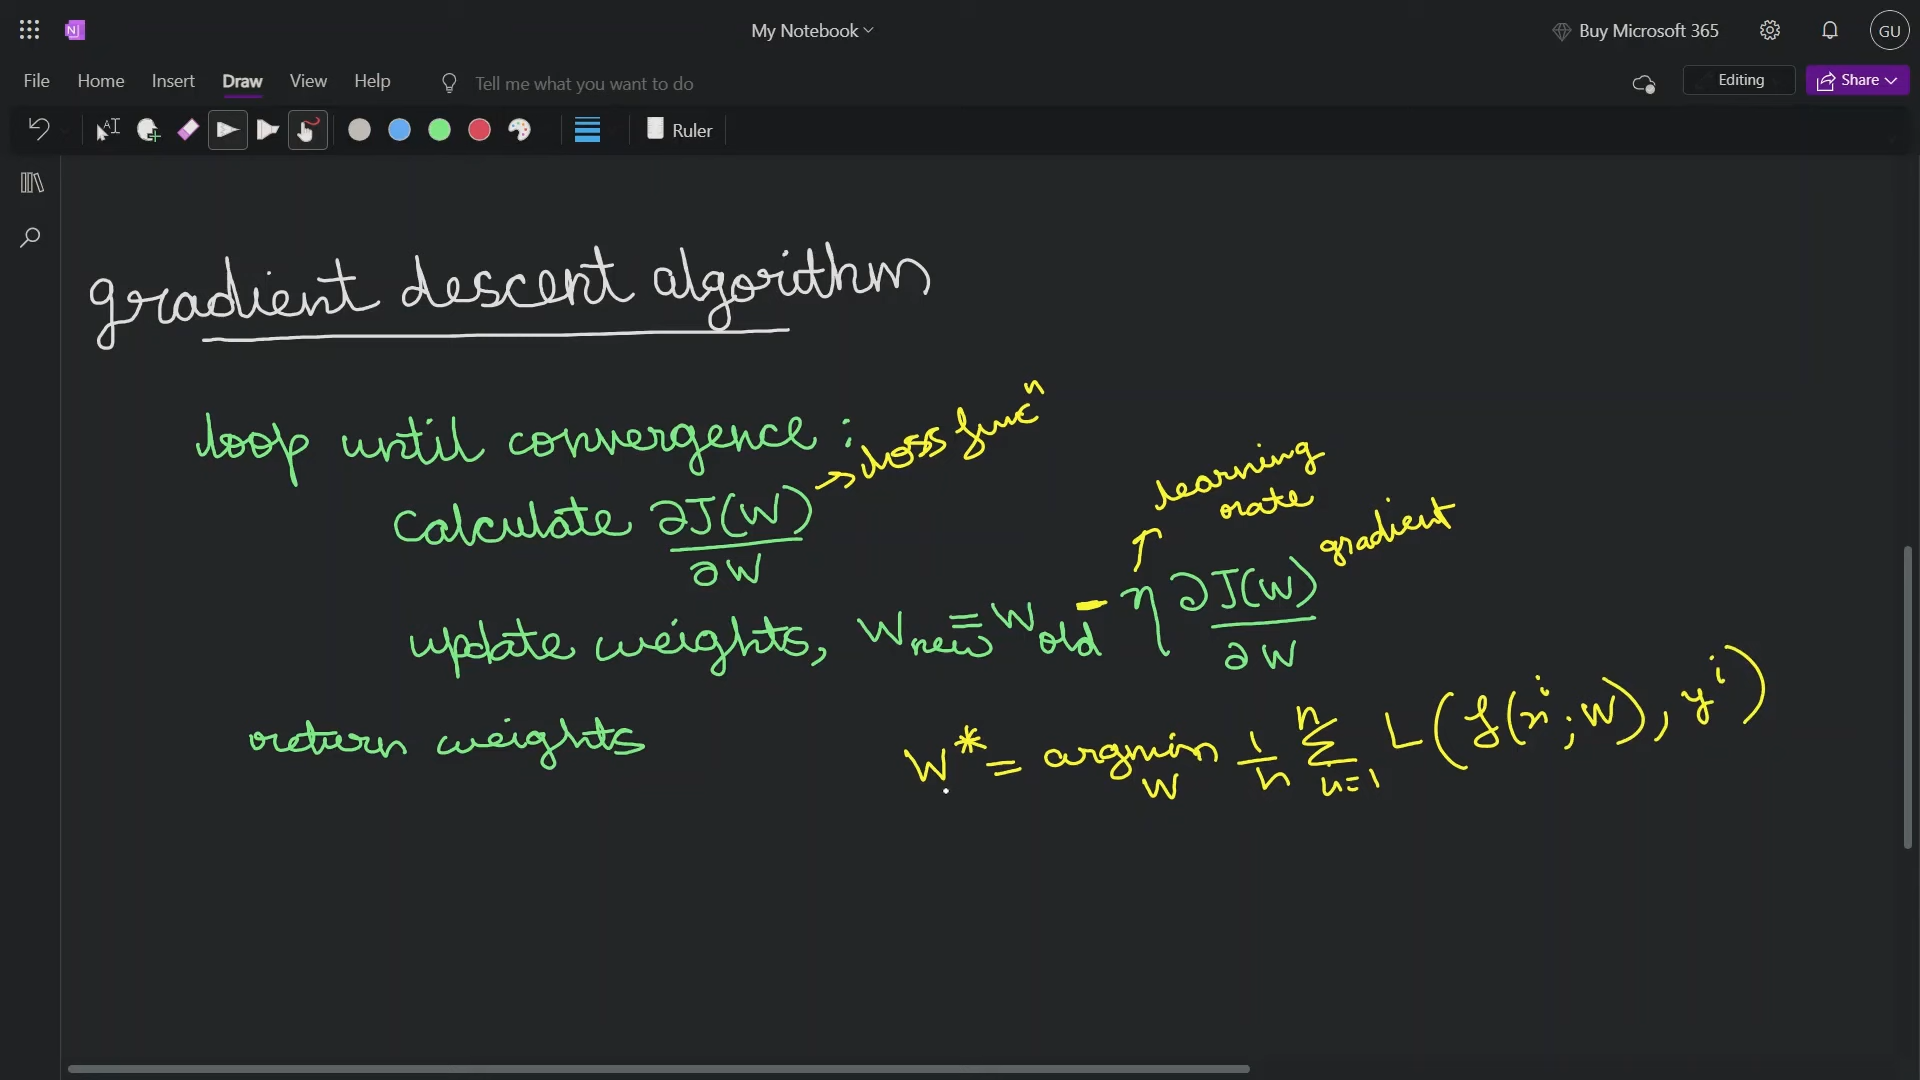 My Notebook
Buy Microsoft 365
GU
File Home Insert Draw View Help Tell me what you want to do
Editing Share
Ruler
gradient descent algorithm
loop until convergence : → loss funcⁿ
calculate ∂J(W)/∂W
learning rate
gradient
update weights, W_new = W_old - η ∂J(W)/∂W
return weights
W* = argmin_W 1/n Σ_{n=1}^{n} L(f(x^i; W), y^i)